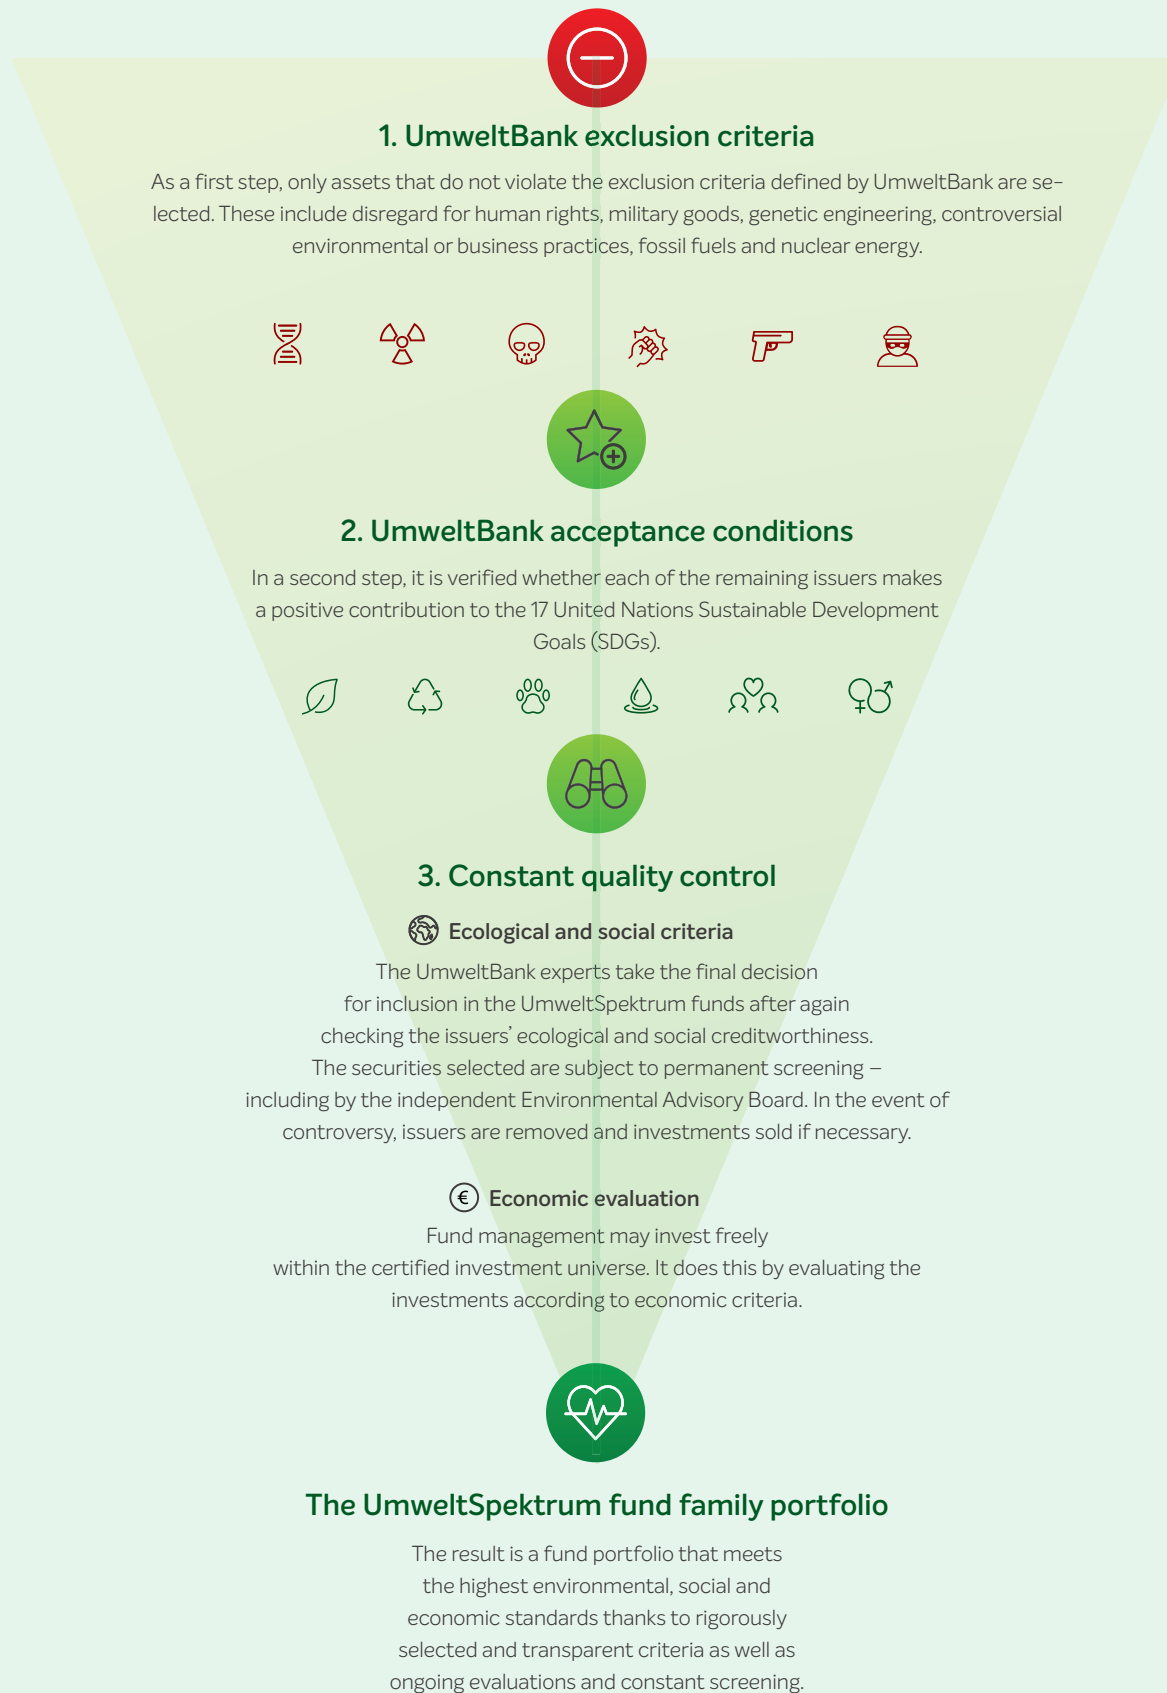 1. UmweltBank exclusion criteria
As a first step, only assets that do not violate the exclusion criteria defined by UmweltBank are se-
lected. These include disregard for human rights, military goods, genetic engineering, controversial
environmental or business practices, fossil fuels and nuclear energy.
2. UmweltBank acceptance conditions
In a second step, it is verified whether each of the remaining issuers makes
a positive contribution to the 17 United Nations Sustainable Development
Goals (SDGs).
3. Constant quality control
Ecological and social criteria
The UmweltBank experts take the final decision
for inclusion in the UmweltSpektrum funds after again
checking the issuers’ ecological and social creditworthiness.
The securities selected are subject to permanent screening –
including by the independent Environmental Advisory Board. In the event of
controversy, issuers are removed and investments sold if necessary.
€ Economic evaluation
Fund management may invest freely
within the certified investment universe. It does this by evaluating the
investments according to economic criteria.
The UmweltSpektrum fund family portfolio
The result is a fund portfolio that meets
the highest environmental, social and
economic standards thanks to rigorously
selected and transparent criteria as well as
ongoing evaluations and constant screening.